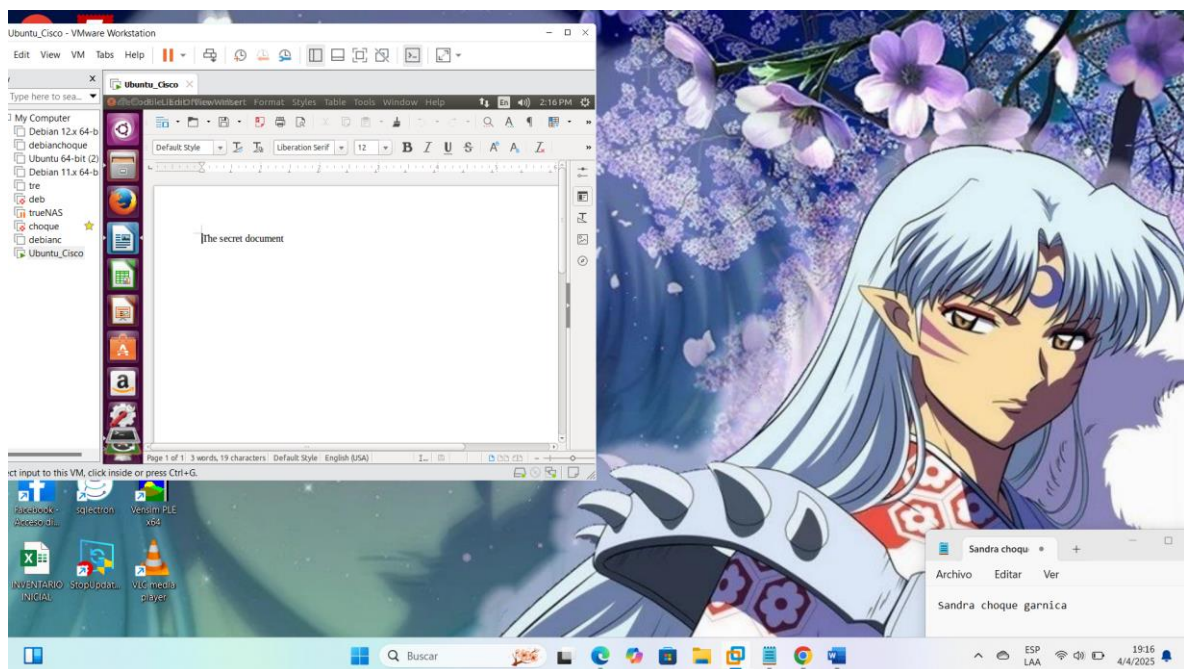 Ubuntu_Cisco - VMware Workstation
Edit View VM Tabs Help
Type here to sea...
Ubuntu_Cisco
My Computer
Debian 12.x 64-b
debianchoque
Ubuntu 64-bit (2)
Debian 11.x 64-b
tre
deb
trueNAS
choque
debianc
Ubuntu_Cisco
Format Styles Table Tools Window Help En 2:16 PM
Default Style Liberation Serif 12
The secret document
Page 1 of 1 3 words, 19 characters Default Style English (USA)
ct input to this VM, click inside or press Ctrl+G.
Facebook - Acceso di... sqlectron Vensim PLE x64
INVENTARIO INICIAL StopUpdat... VLC media player
Sandra choqu
Archivo Editar Ver
Sandra choque garnica
Buscar
ESP
LAA
19:16
4/4/2025